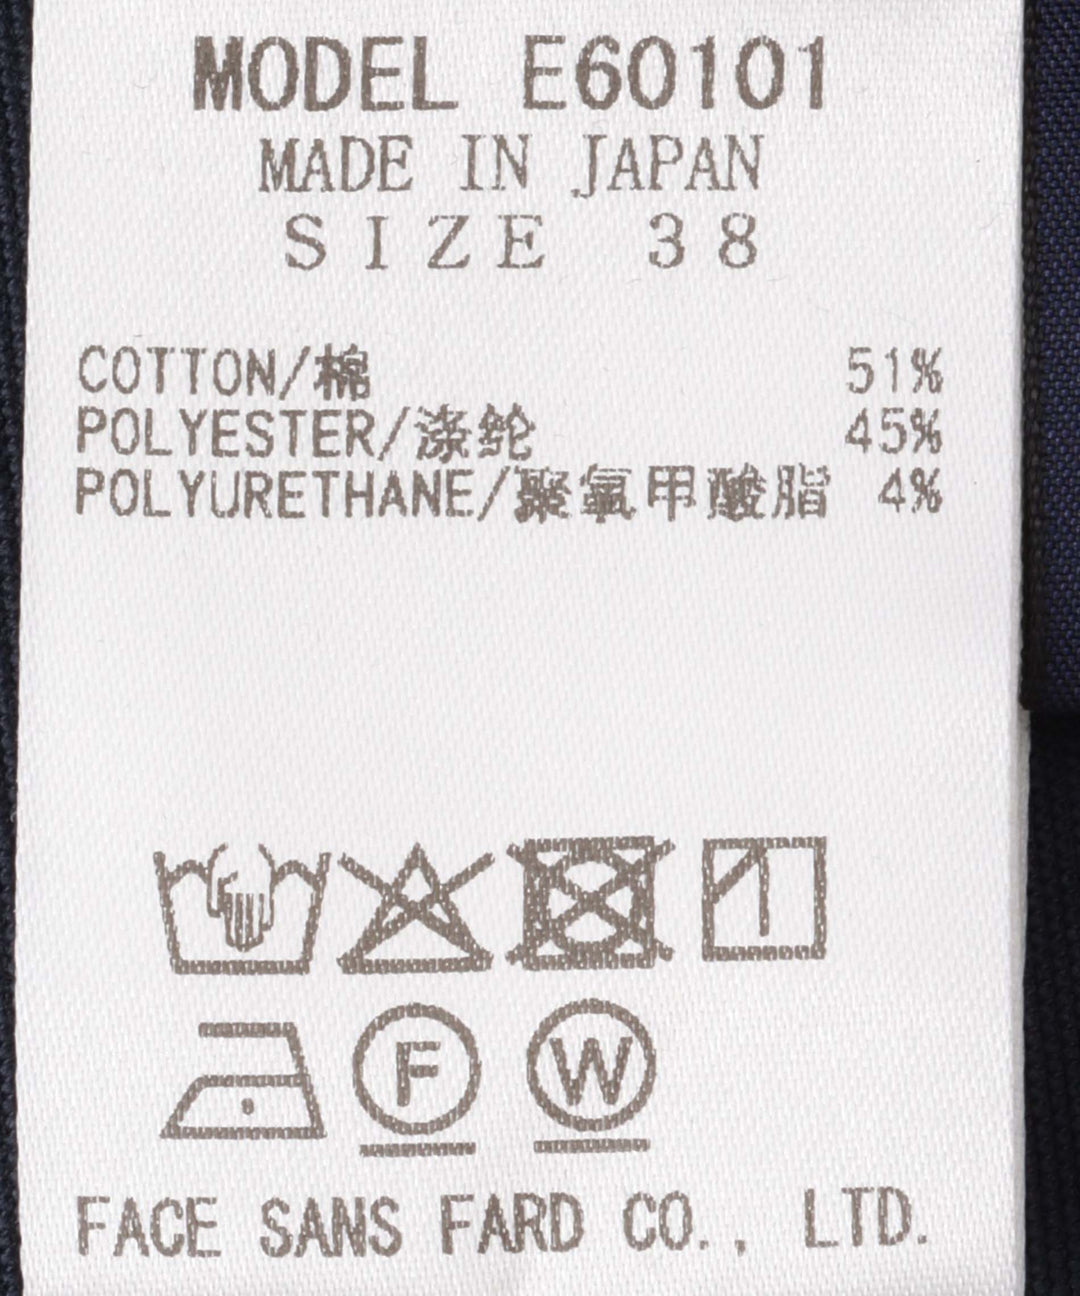 MODEL E60101
MADE IN JAPAN
SIZE 38
COTTON/棉 51%
POLYESTER/涤纶 45%
POLYURETHANE/聚氨甲酸脂 4%
F W
FACE SANS FARD CO., LTD.